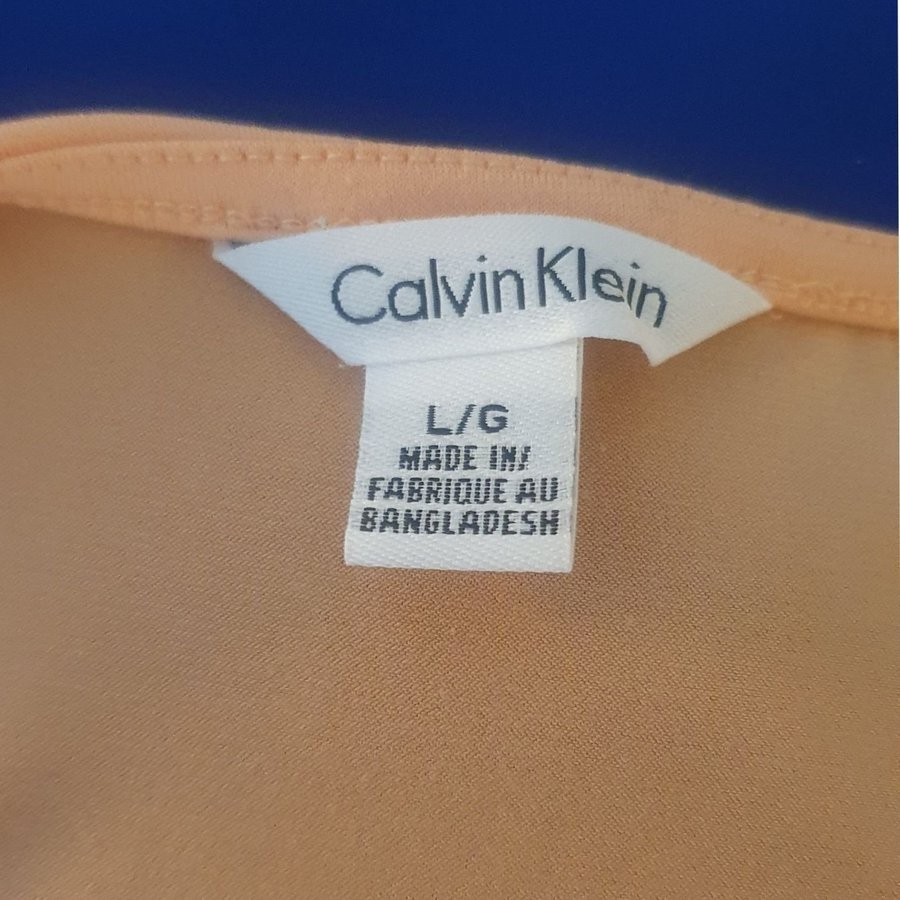 Calvin Klein
L/G
MADE IN/
FABRIQUE AU
BANGLADESH